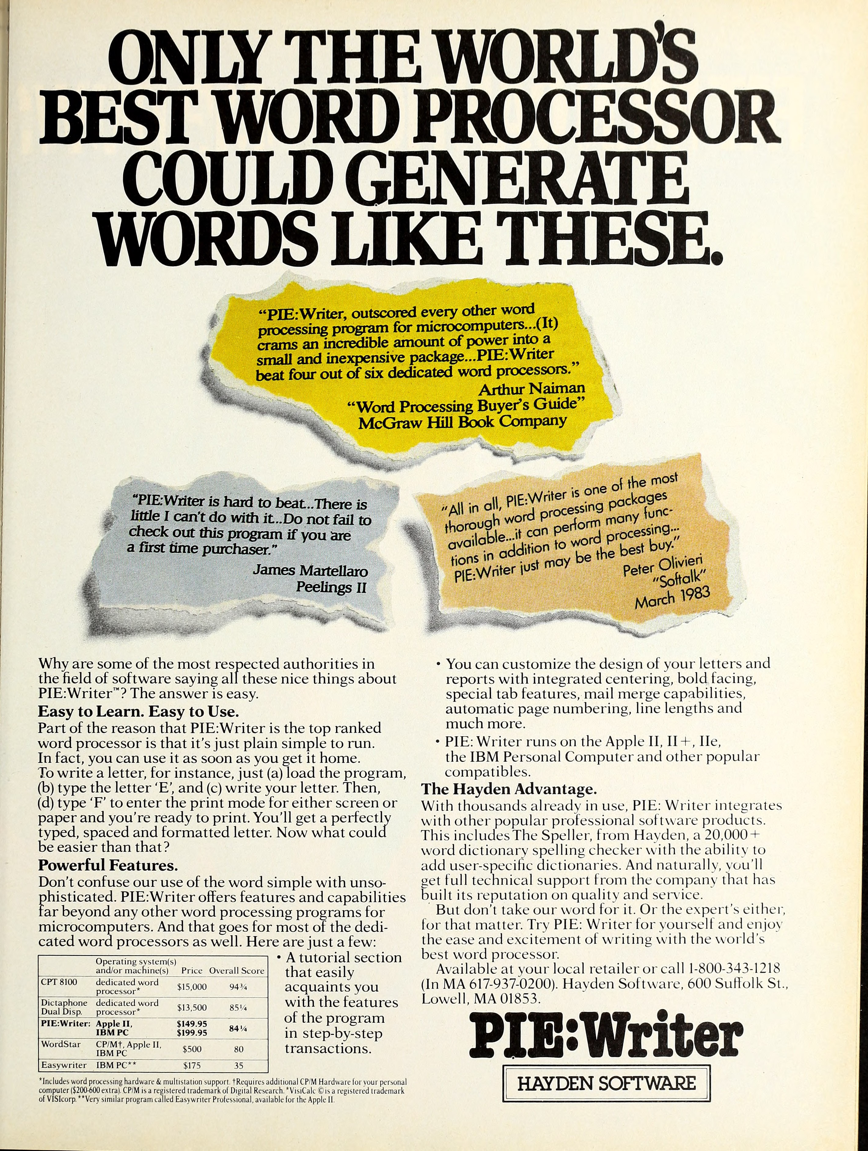 ONLY THE WORLD'S
BEST WORD PROCESSOR
COULD GENERATE
WORDS LIKE THESE.
“PIE:Writer, outscored every other word
processing program for microcomputers...(It)
crams an incredible amount of power into a
small and inexpensive package...PIE:Writer
beat four out of six dedicated word processors.”
Arthur Naiman
“Word Processing Buyer's Guide”
McGraw Hill Book Company
“PIE:Writer is hard to beat...There is
little I can't do with it...Do not fail to
check out this program if you are
a first time purchaser.”
James Martellaro
Peelings II
“All in all, PIE:Writer is one of the most
thorough word processing packages
available...it can perform many func-
tions in addition to word processing...
PIE:Writer just may be the best buy.”
Peter Olivieri
“Softalk”
March 1983
Why are some of the most respected authorities in
the field of software saying all these nice things about
PIE:Writer™? The answer is easy.
Easy to Learn. Easy to Use.
Part of the reason that PIE:Writer is the top ranked
word processor is that it's just plain simple to run.
In fact, you can use it as soon as you get it home.
To write a letter, for instance, just (a) load the program,
(b) type the letter ‘E’, and (c) write your letter. Then,
(d) type ‘F’ to enter the print mode for either screen or
paper and you're ready to print. You'll get a perfectly
typed, spaced and formatted letter. Now what could
be easier than that?
Powerful Features.
Don't confuse our use of the word simple with unso-
phisticated. PIE:Writer offers features and capabilities
far beyond any other word processing programs for
microcomputers. And that goes for most of the dedi-
cated word processors as well. Here are just a few:
Operating system(s)
and/or machine(s) Price Overall Score
CPT 8100 dedicated word
processor* $15,000 94¾
Dictaphone dedicated word
Dual Disp. processor* $13,500 85¼
PIE:Writer: Apple II, $149.95
IBM PC $199.95 84¼
WordStar CP/M†, Apple II,
IBM PC $500 80
Easywriter IBM PC** $175 35
• A tutorial section
that easily
acquaints you
with the features
of the program
in step-by-step
transactions.
*Includes word processing hardware & multistation support. †Requires additional CP/M Hardware for your personal
computer ($200-600 extra). CP/M is a registered trademark of Digital Research. *VisiCalc © is a registered trademark
of VISIcorp. **Very similar program called Easywriter Professional, available for the Apple II.
• You can customize the design of your letters and
reports with integrated centering, bold facing,
special tab features, mail merge capabilities,
automatic page numbering, line lengths and
much more.
• PIE: Writer runs on the Apple II, II+, IIe,
the IBM Personal Computer and other popular
compatibles.
The Hayden Advantage.
With thousands already in use, PIE: Writer integrates
with other popular professional software products.
This includes The Speller, from Hayden, a 20,000+
word dictionary spelling checker with the ability to
add user-specific dictionaries. And naturally, you'll
get full technical support from the company that has
built its reputation on quality and service.
But don't take our word for it. Or the expert's either,
for that matter. Try PIE: Writer for yourself and enjoy
the ease and excitement of writing with the world's
best word processor.
Available at your local retailer or call 1-800-343-1218
(In MA 617-937-0200). Hayden Software, 600 Suffolk St.,
Lowell, MA 01853.
PIE:Writer
HAYDEN SOFTWARE